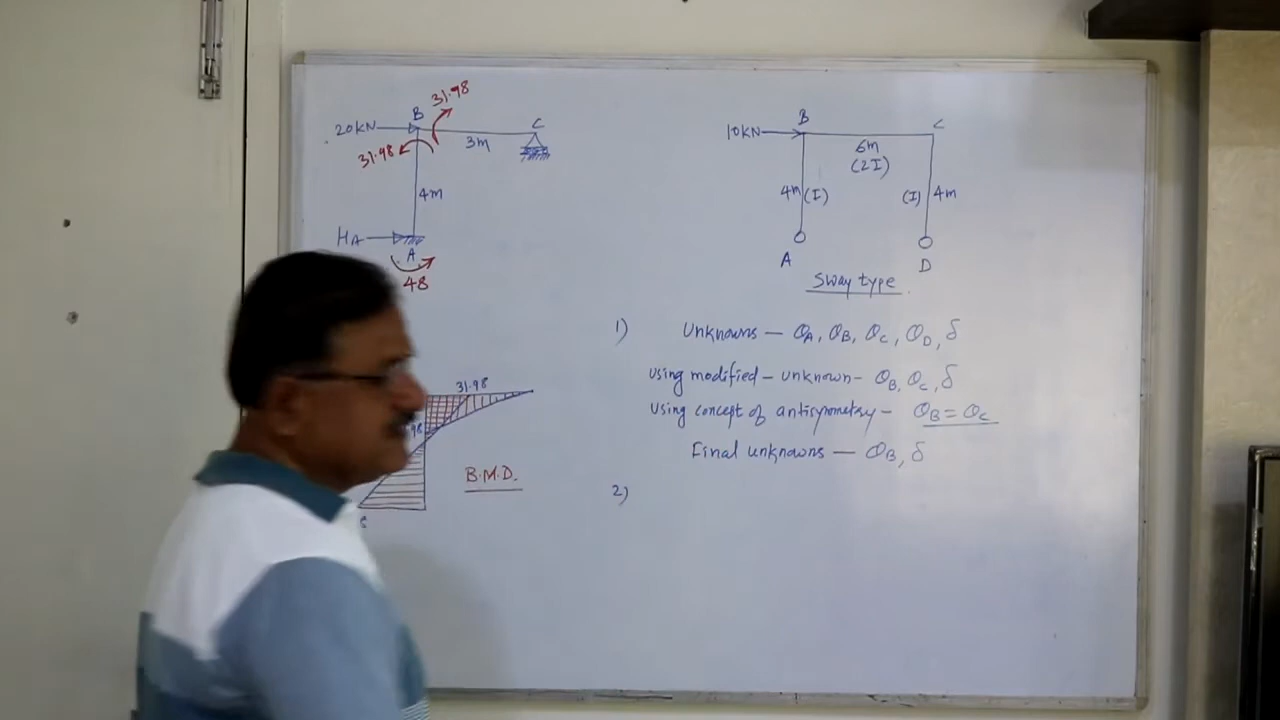 31.98
B
20KN
C
31.98
3m
4m
HA
A
48
31.98
98
B.M.D.
B
C
10KN
6m
(2I)
4m (I)
(I) 4m
A
D
Sway type
1) Unknowns — θA, θB, θC, θD, δ
using modified - unknown - θB, θC, δ
using concept of antisymetry - θB = θC
Final unknowns — θB, δ
2)